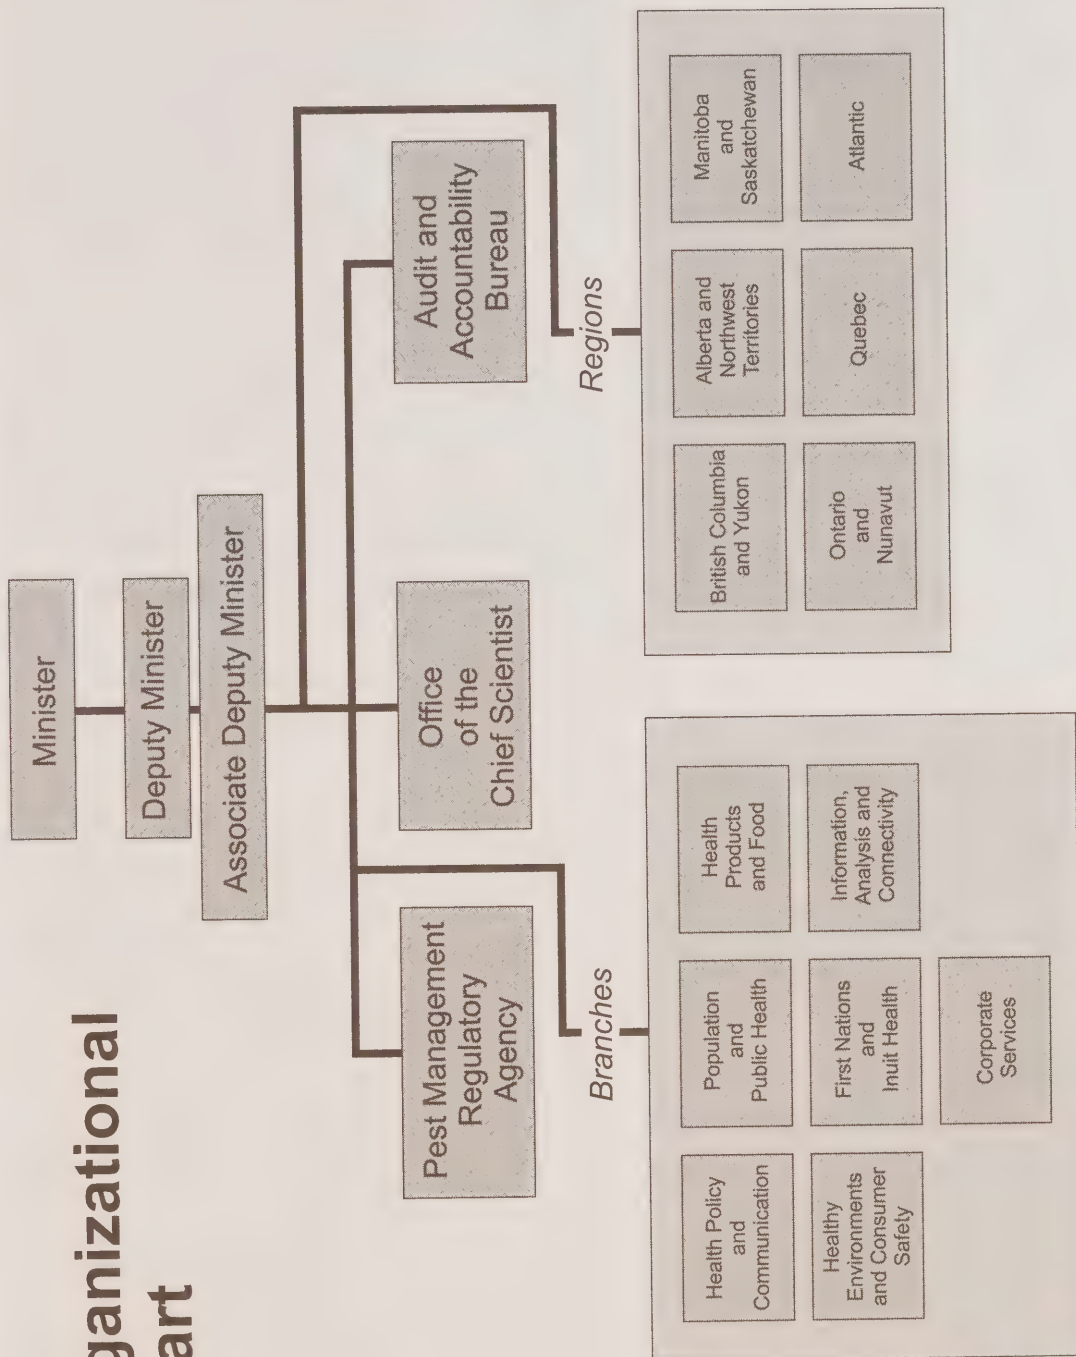 ganizational
art
Minister
Deputy Minister
Associate Deputy Minister
Pest Management
Regulatory
Agency
Office
of the
Chief Scientist
Audit and
Accountability
Bureau
Branches
Health Policy
and
Communication
Population
and
Public Health
Health
Products
and Food
Healthy
Environments
and Consumer
Safety
First Nations
and
Inuit Health
Information,
Analysis and
Connectivity
Corporate
Services
Regions
British Columbia
and Yukon
Alberta and
Northwest
Territories
Manitoba
and
Saskatchewan
Ontario
and
Nunavut
Quebec
Atlantic